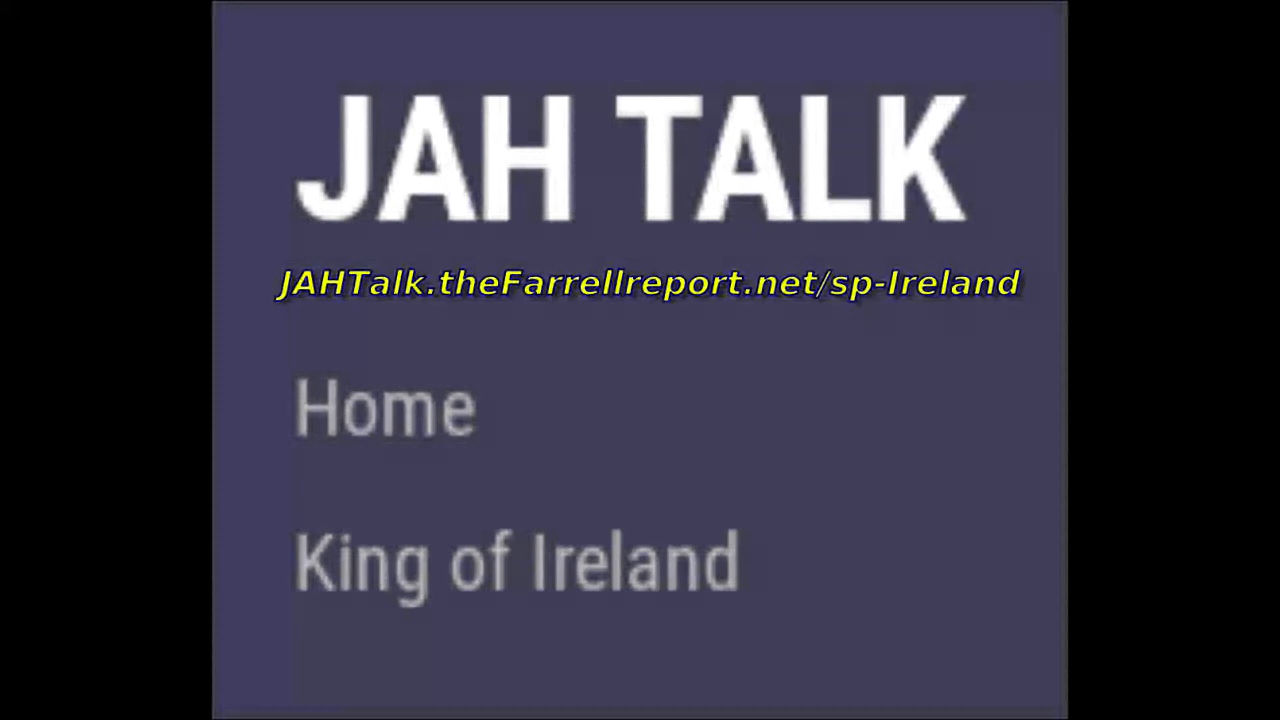 JAH TALK
JAHTalk.theFarrellreport.net/sp-Ireland
Home
King of Ireland